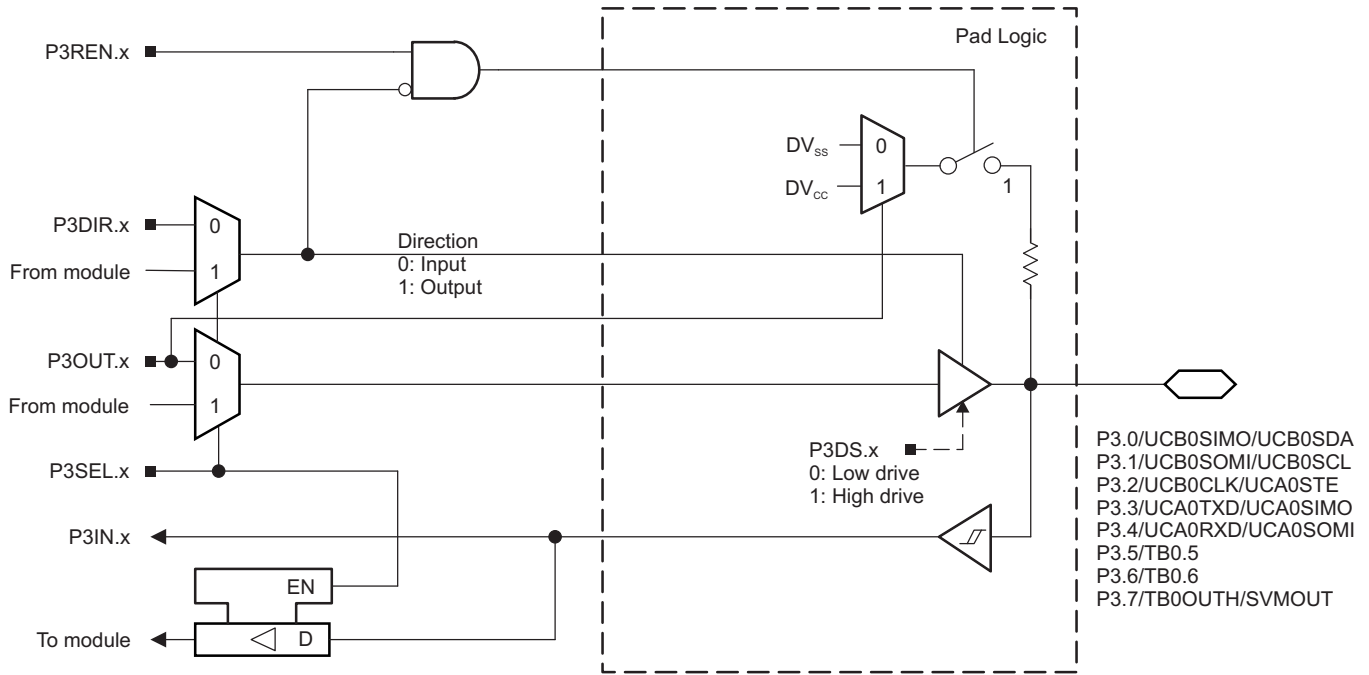 Pad Logic
P3REN.x
DVSS
0
DVCC
1
1
P3DIR.x
0
From module
1
Direction
0: Input
1: Output
P3OUT.x
0
From module
1
P3SEL.x
P3DS.x
0: Low drive
1: High drive
P3.0/UCB0SIMO/UCB0SDA
P3.1/UCB0SOMI/UCB0SCL
P3.2/UCB0CLK/UCA0STE
P3.3/UCA0TXD/UCA0SIMO
P3.4/UCA0RXD/UCA0SOMI
P3.5/TB0.5
P3.6/TB0.6
P3.7/TB0OUTH/SVMOUT
P3IN.x
EN
To module
D